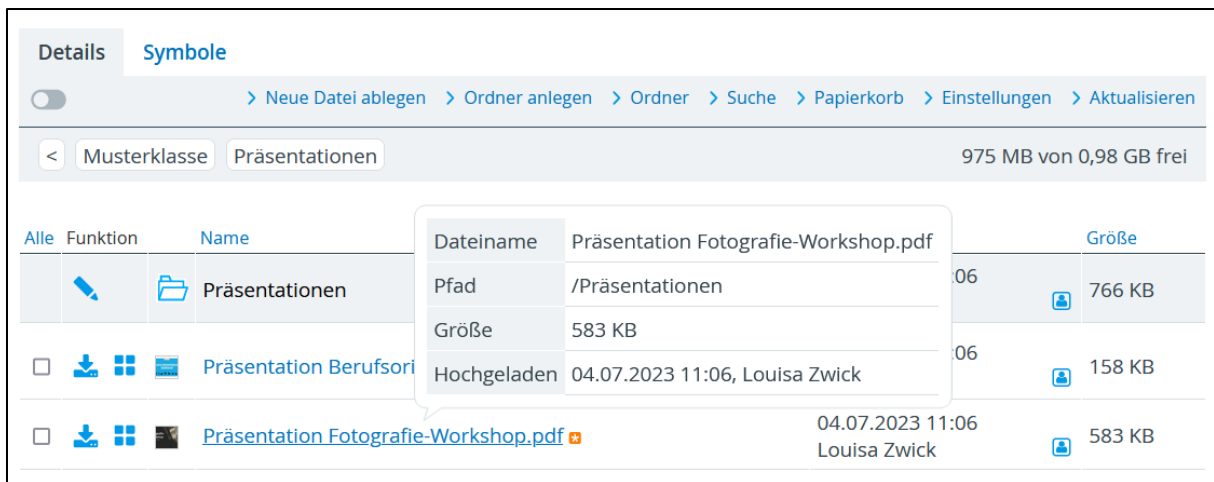 Details Symbole
> Neue Datei ablegen > Ordner anlegen > Ordner > Suche > Papierkorb > Einstellungen > Aktualisieren
< Musterklasse Präsentationen 975 MB von 0,98 GB frei
Alle Funktion Name Größe
Präsentationen :06 766 KB
Präsentation Berufsori :06 158 KB
Präsentation Fotografie-Workshop.pdf 04.07.2023 11:06 583 KB
Louisa Zwick
Dateiname Präsentation Fotografie-Workshop.pdf
Pfad /Präsentationen
Größe 583 KB
Hochgeladen 04.07.2023 11:06, Louisa Zwick